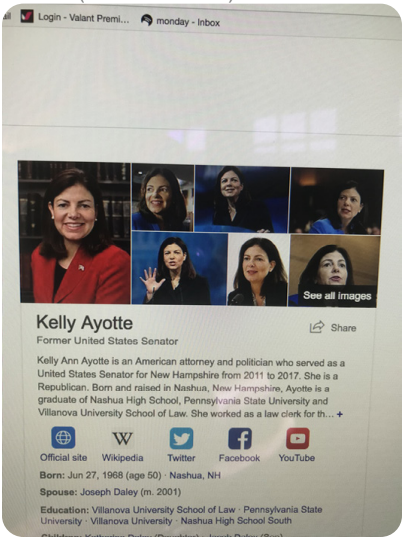 ail Login - Valant Premi... monday - Inbox
See all images
Kelly Ayotte
Share
Former United States Senator
Kelly Ann Ayotte is an American attorney and politician who served as a
United States Senator for New Hampshire from 2011 to 2017. She is a
Republican. Born and raised in Nashua, New Hampshire, Ayotte is a
graduate of Nashua High School, Pennsylvania State University and
Villanova University School of Law. She worked as a law clerk for th... +
W
Official site Wikipedia Twitter Facebook YouTube
Born: Jun 27, 1968 (age 50) · Nashua, NH
Spouse: Joseph Daley (m. 2001)
Education: Villanova University School of Law · Pennsylvania State
University · Villanova University · Nashua High School South